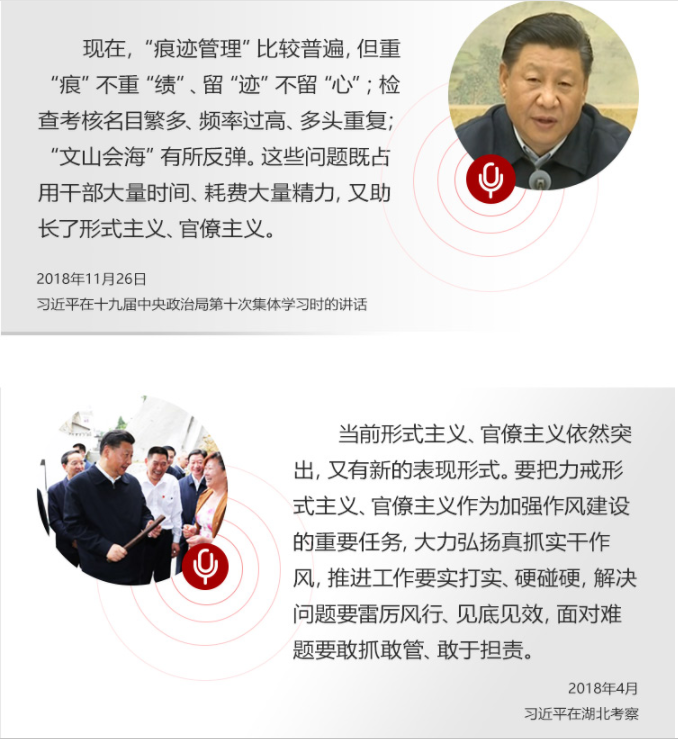 现在，“痕迹管理”比较普遍，但重
“痕”不重“绩”、留“迹”不留“心”；检
查考核名目繁多、频率过高、多头重复；
“文山会海”有所反弹。这些问题既占
用干部大量时间、耗费大量精力，又助
长了形式主义、官僚主义。
2018年11月26日
习近平在十九届中央政治局第十次集体学习时的讲话
当前形式主义、官僚主义依然突
出，又有新的表现形式。要把力戒形
式主义、官僚主义作为加强作风建设
的重要任务，大力弘扬真抓实干作
风，推进工作要实打实、硬碰硬，解决
问题要雷厉风行、见底见效，面对难
题要敢抓敢管、敢于担责。
2018年4月
习近平在湖北考察